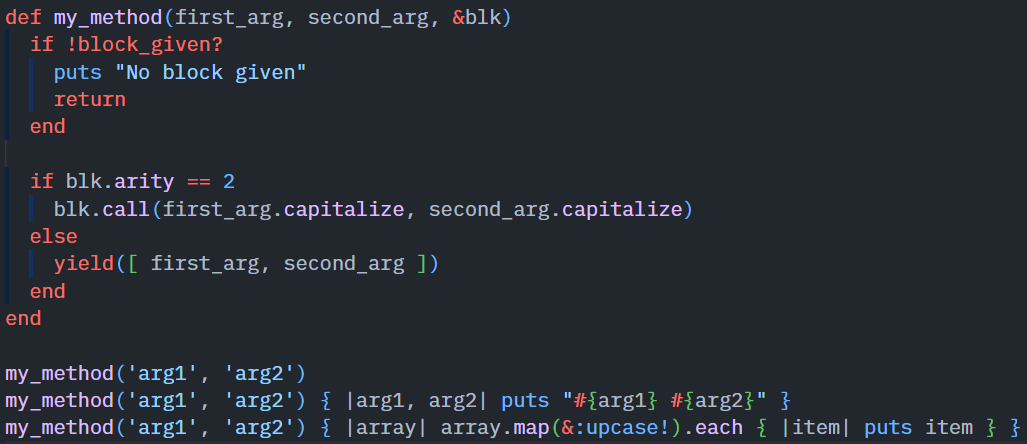 def my_method(first_arg, second_arg, &blk)
  if !block_given?
    puts "No block given"
    return
  end

  if blk.arity == 2
    blk.call(first_arg.capitalize, second_arg.capitalize)
  else
    yield([ first_arg, second_arg ])
  end
end

my_method('arg1', 'arg2')
my_method('arg1', 'arg2') { |arg1, arg2| puts "#{arg1} #{arg2}" }
my_method('arg1', 'arg2') { |array| array.map(&:upcase!).each { |item| puts item } }